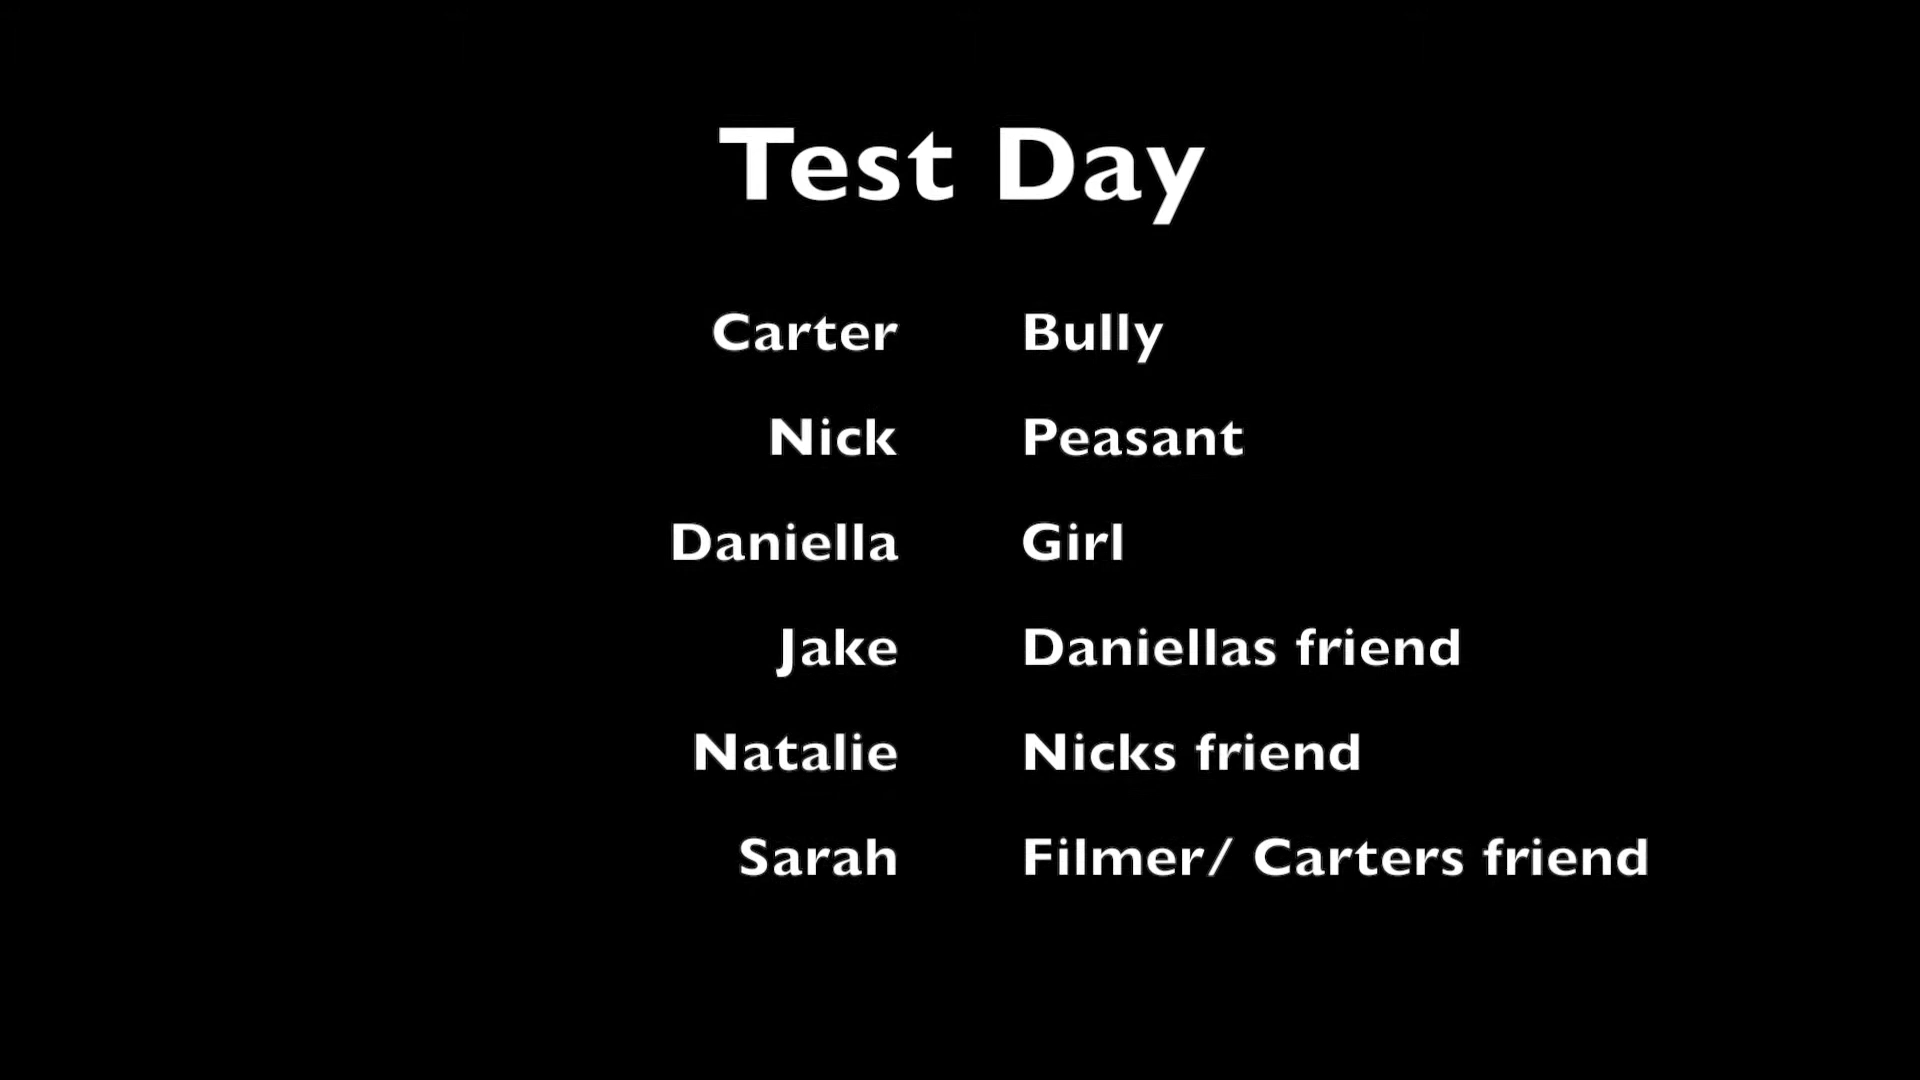 Test Day
Carter Bully
Nick Peasant
Daniella Girl
Jake Daniellas friend
Natalie Nicks friend
Sarah Filmer/ Carters friend